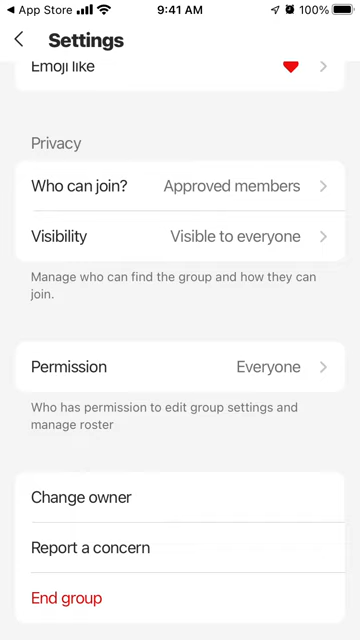 App Store 9:41 AM 100%
Settings
Emoji like
Privacy
Who can join? Approved members
Visibility Visible to everyone
Manage who can find the group and how they can
join.
Permission Everyone
Who has permission to edit group settings and
manage roster
Change owner
Report a concern
End group